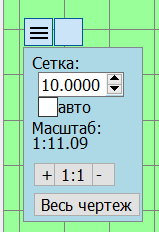 Сетка:
10.0000
авто
Масштаб:
1:11.09
+ 1:1 -
Весь чертеж